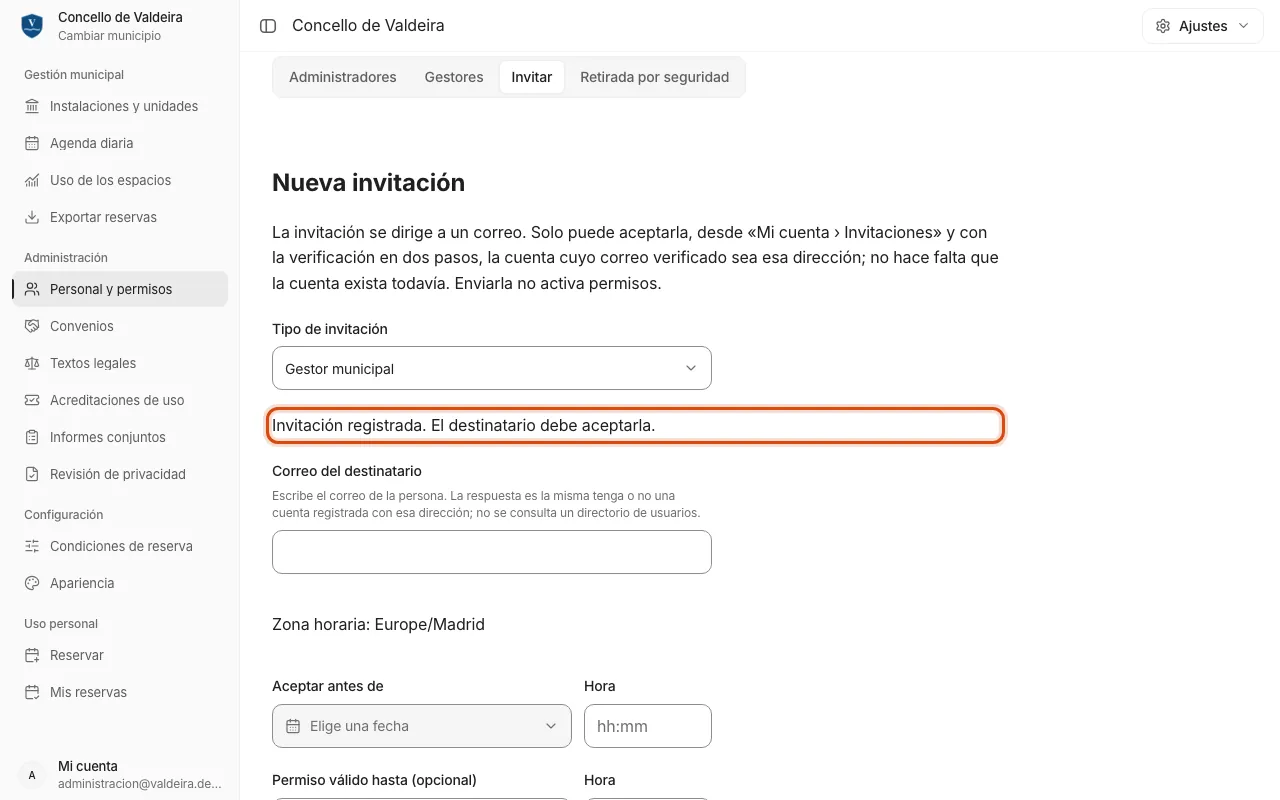 Concello de Valdeira
Cambiar municipio
Gestión municipal
Instalaciones y unidades
Agenda diaria
Uso de los espacios
Exportar reservas
Administración
Personal y permisos
Convenios
Textos legales
Acreditaciones de uso
Informes conjuntos
Revisión de privacidad
Configuración
Condiciones de reserva
Apariencia
Uso personal
Reservar
Mis reservas
A
Mi cuenta
administracion@valdeira.de...
Concello de Valdeira
Ajustes
Administradores
Gestores
Invitar
Retirada por seguridad
Nueva invitación
La invitación se dirige a un correo. Solo puede aceptarla, desde «Mi cuenta › Invitaciones» y con
la verificación en dos pasos, la cuenta cuyo correo verificado sea esa dirección; no hace falta que
la cuenta exista todavía. Enviarla no activa permisos.
Tipo de invitación
Gestor municipal
Invitación registrada. El destinatario debe aceptarla.
Correo del destinatario
Escribe el correo de la persona. La respuesta es la misma tenga o no una
cuenta registrada con esa dirección; no se consulta un directorio de usuarios.
Zona horaria: Europe/Madrid
Aceptar antes de
Hora
Elige una fecha
hh:mm
Permiso válido hasta (opcional)
Hora